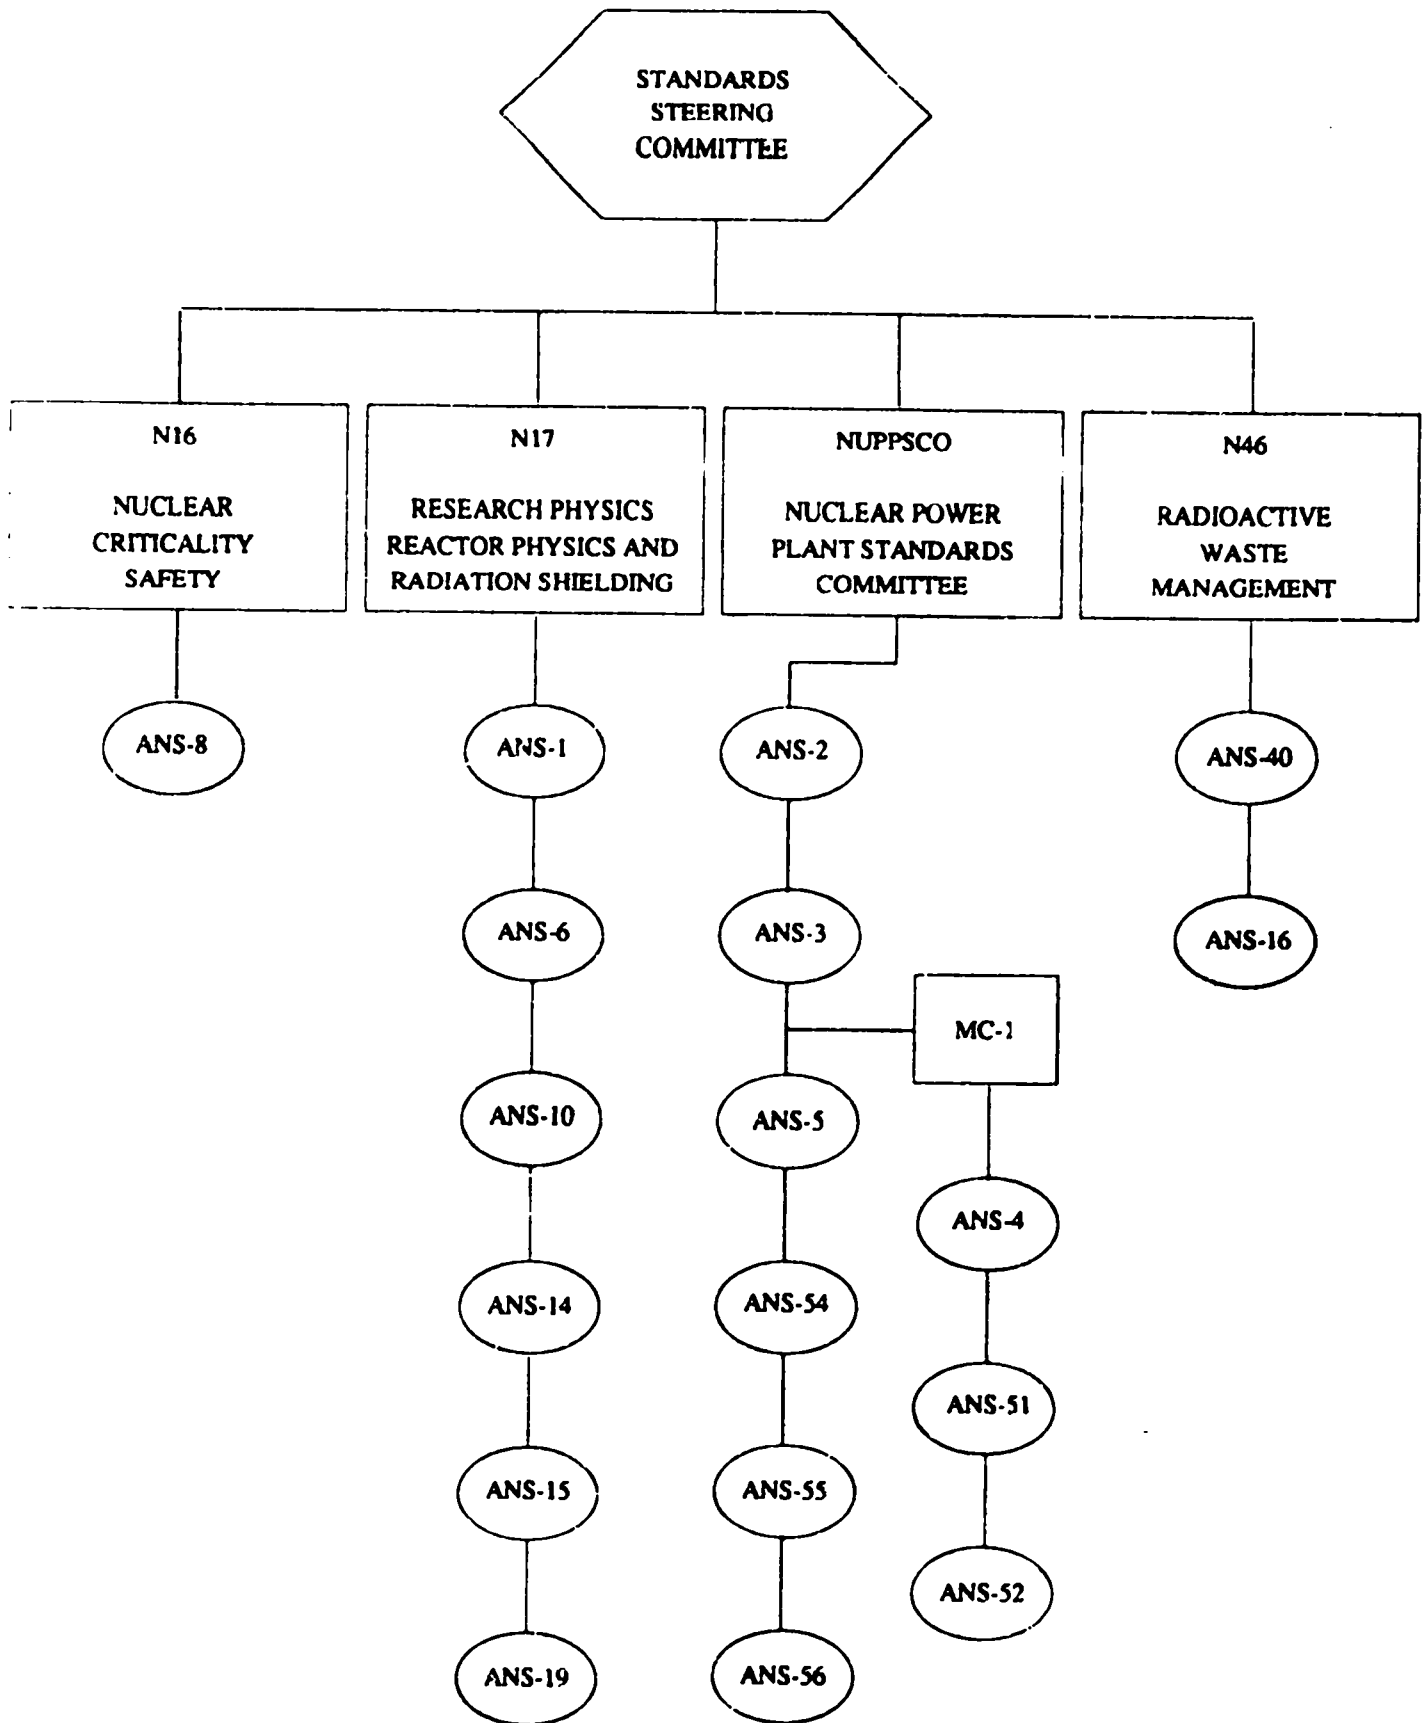 STANDARDS
STEERING
COMMITTEE
N16
NUCLEAR
CRITICALITY
SAFETY
N17
RESEARCH PHYSICS
REACTOR PHYSICS AND
RADIATION SHIELDING
NUPPSCO
NUCLEAR POWER
PLANT STANDARDS
COMMITTEE
N46
RADIOACTIVE
WASTE
MANAGEMENT
ANS-8
ANS-1
ANS-6
ANS-10
ANS-14
ANS-15
ANS-19
ANS-2
ANS-3
ANS-5
ANS-54
ANS-55
ANS-56
MC-1
ANS-4
ANS-51
ANS-52
ANS-40
ANS-16